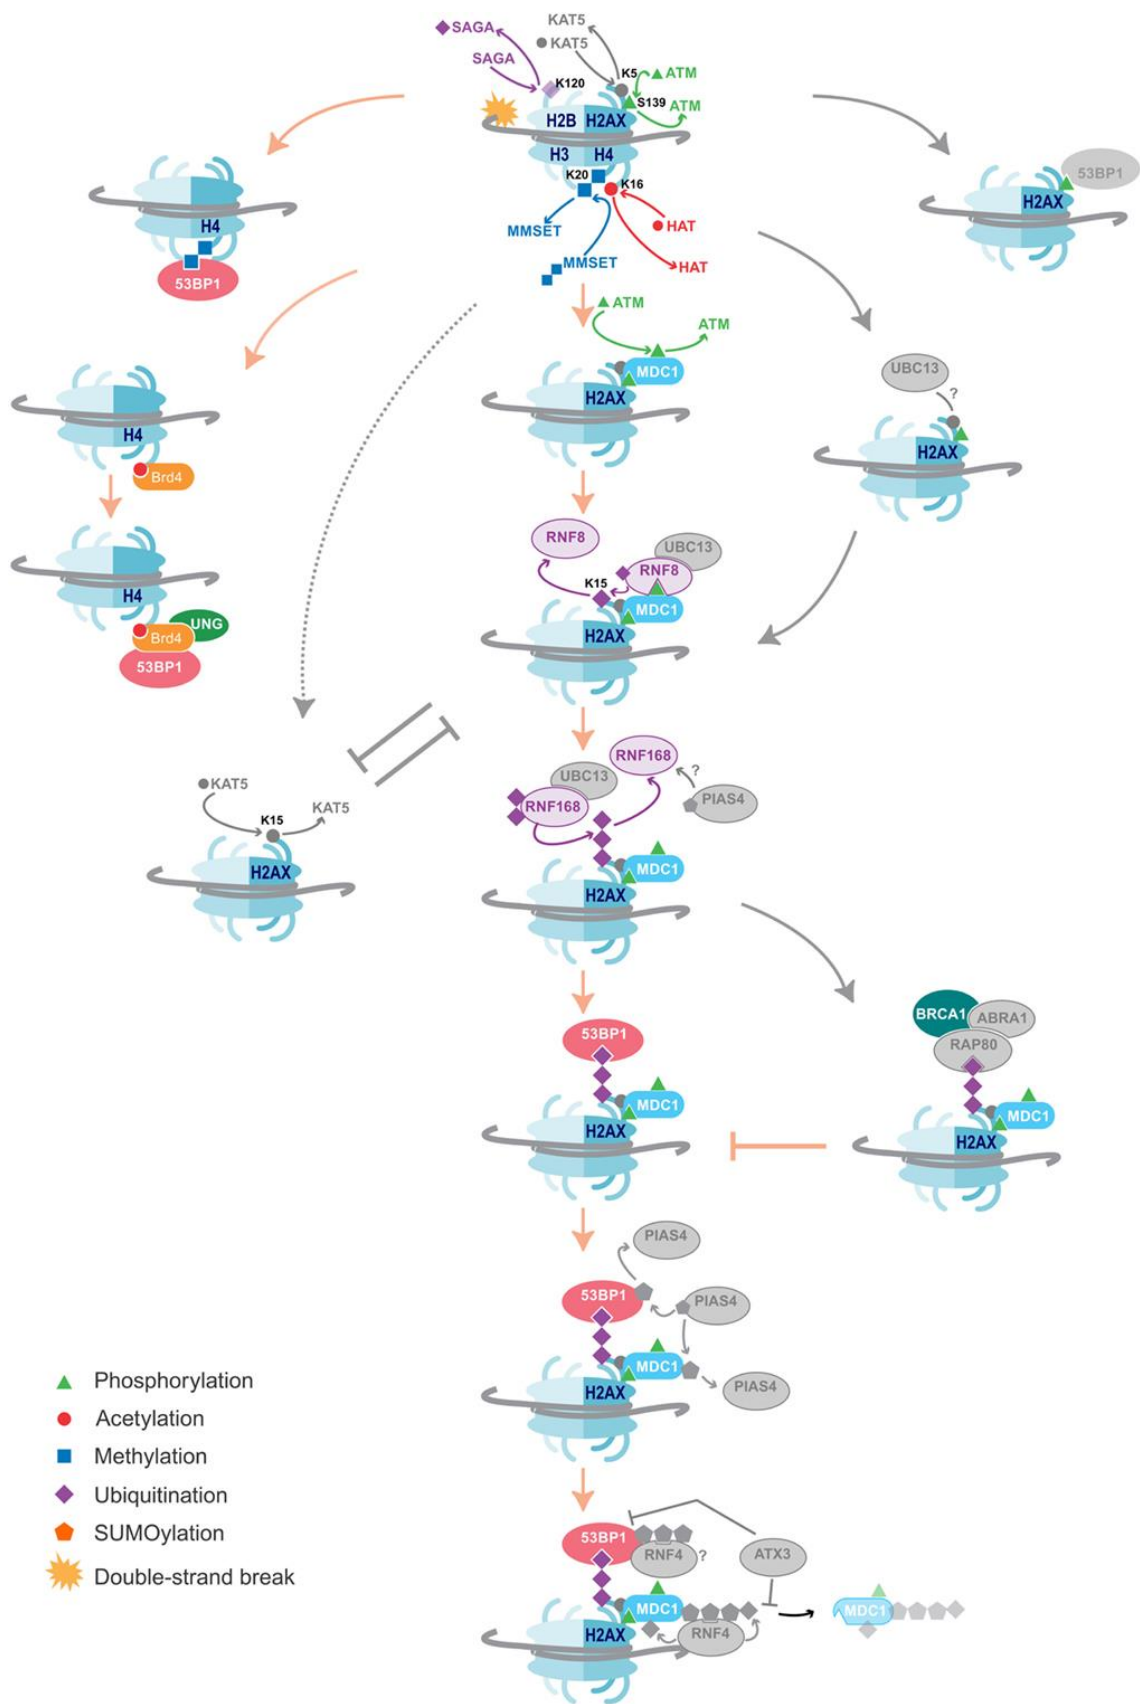 KAT5
SAGA
KAT5
SAGA
K5
ATM
K120
S139
ATM
H2B
H2AX
H3
H4
K20
K16
MMSET
HAT
MMSET
HAT
53BP1
H2AX
H4
53BP1
ATM
ATM
MDC1
H2AX
UBC13
?
H2AX
H4
Brd4
RNF8
UBC13
RNF8
K15
MDC1
H2AX
H4
UNG
Brd4
53BP1
RNF168
?
UBC13
RNF168
PIAS4
MDC1
H2AX
KAT5
KAT5
K15
H2AX
53BP1
MDC1
H2AX
BRCA1
ABRA1
RAP80
MDC1
H2AX
PIAS4
53BP1
PIAS4
MDC1
PIAS4
H2AX
Phosphorylation
Acetylation
Methylation
Ubiquitination
SUMOylation
Double-strand break
53BP1
RNF4
?
ATX3
MDC1
MDC1
RNF4
H2AX